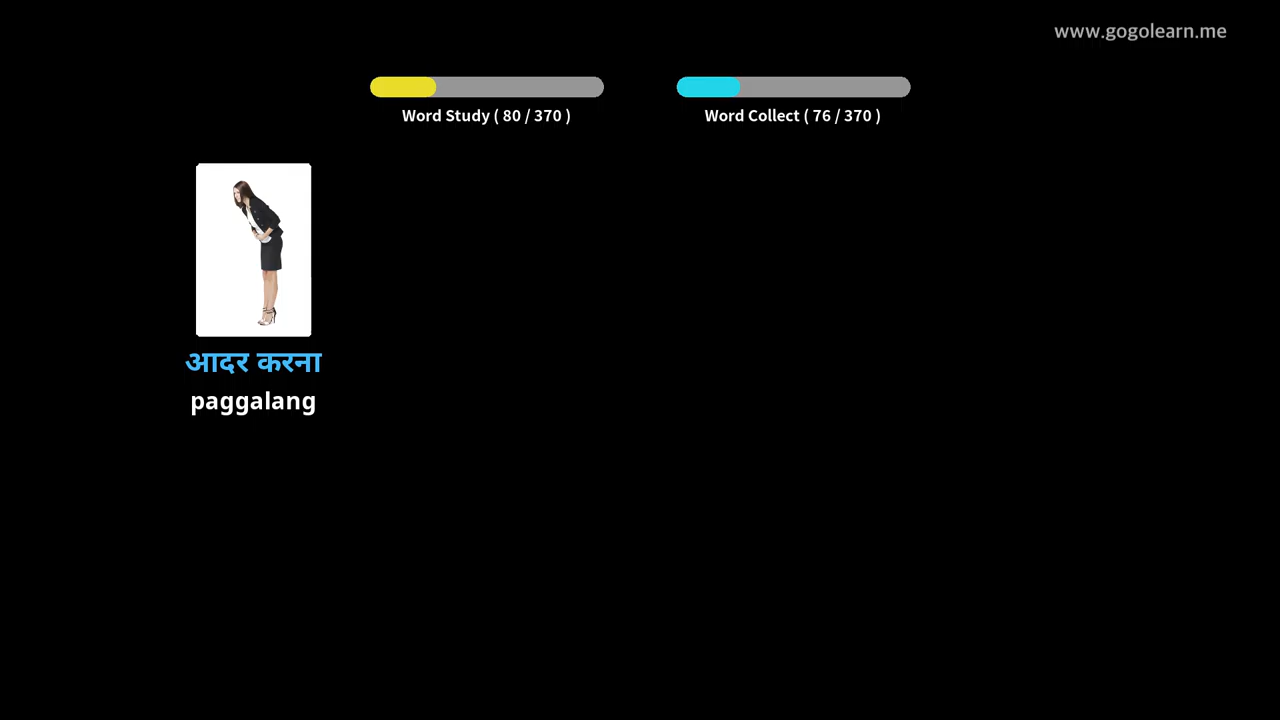 www.gogolearn.me
Word Study ( 80 / 370 )
Word Collect ( 76 / 370 )
आदर करना
paggalang